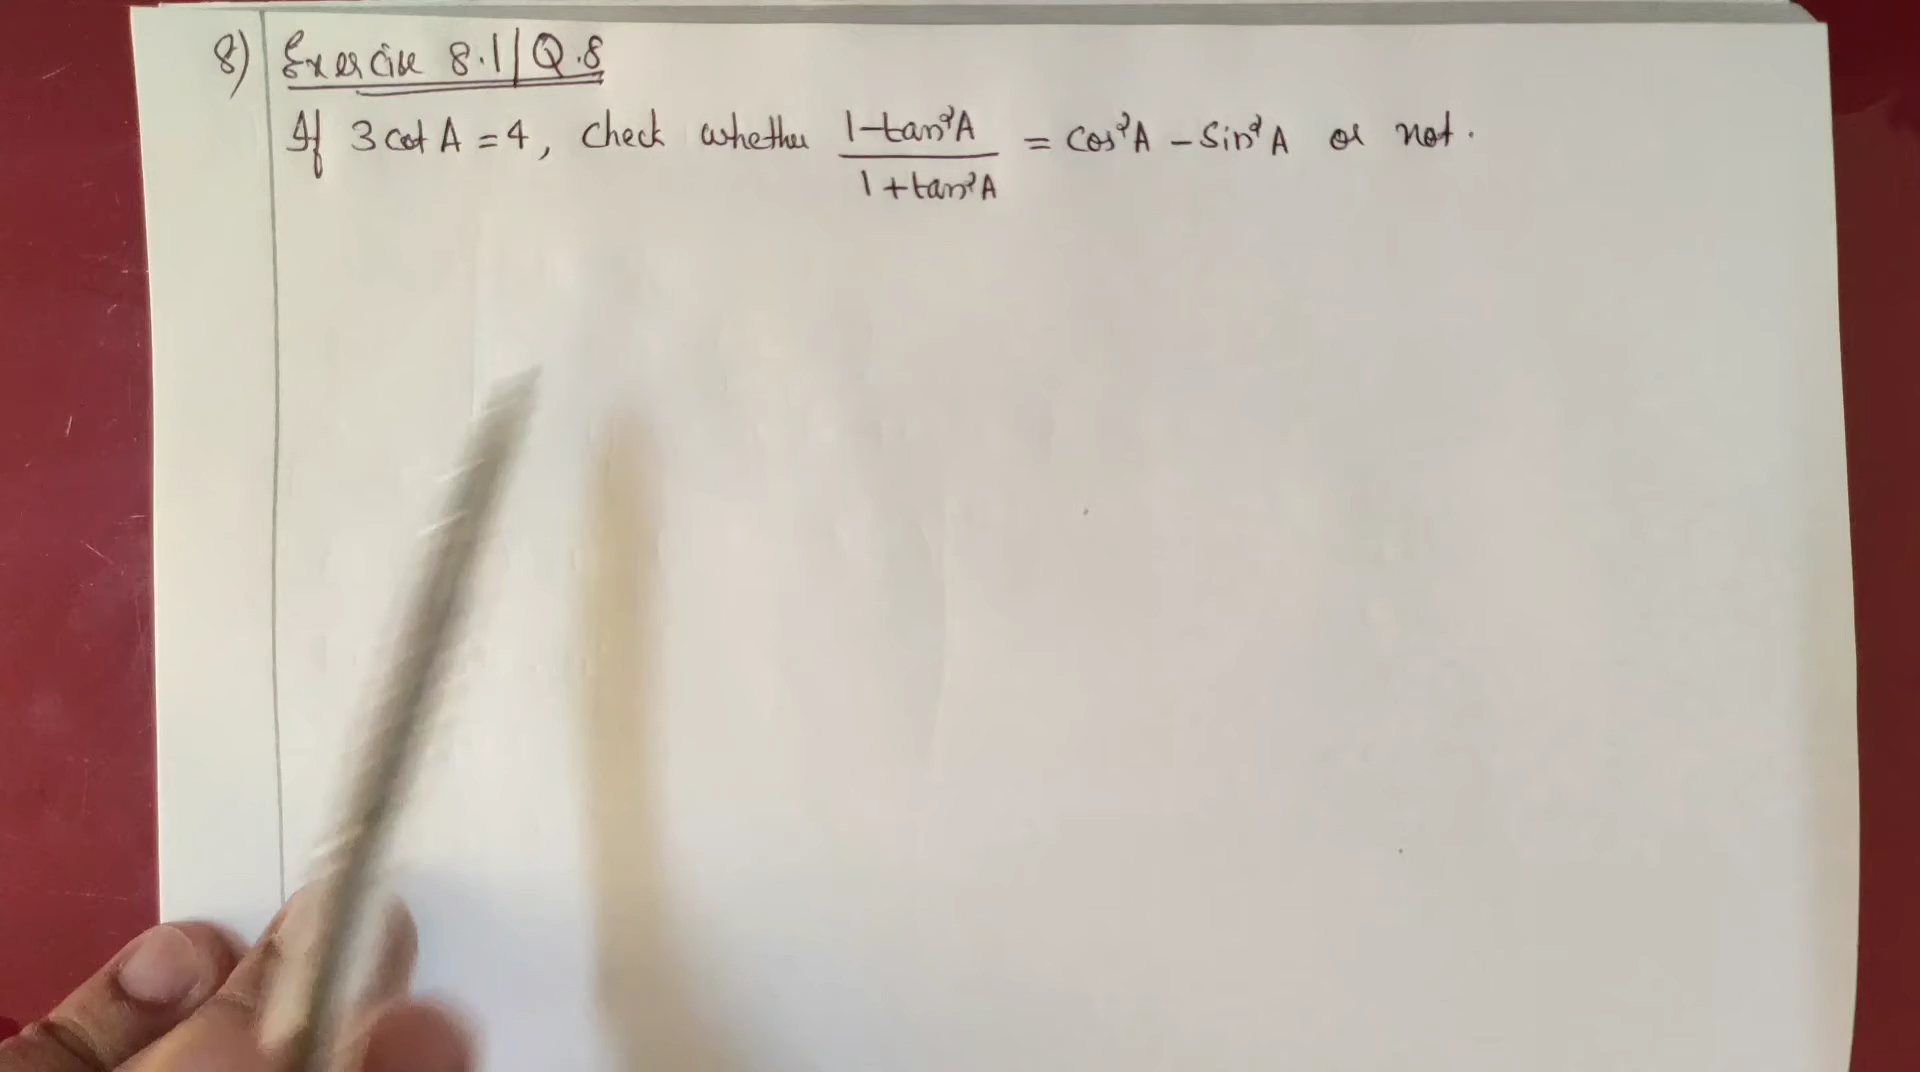 8) Exercise 8.1/Q.8
If 3 cot A = 4, check whether 1-tan²A / 1+tan²A = cos²A - sin²A or not.